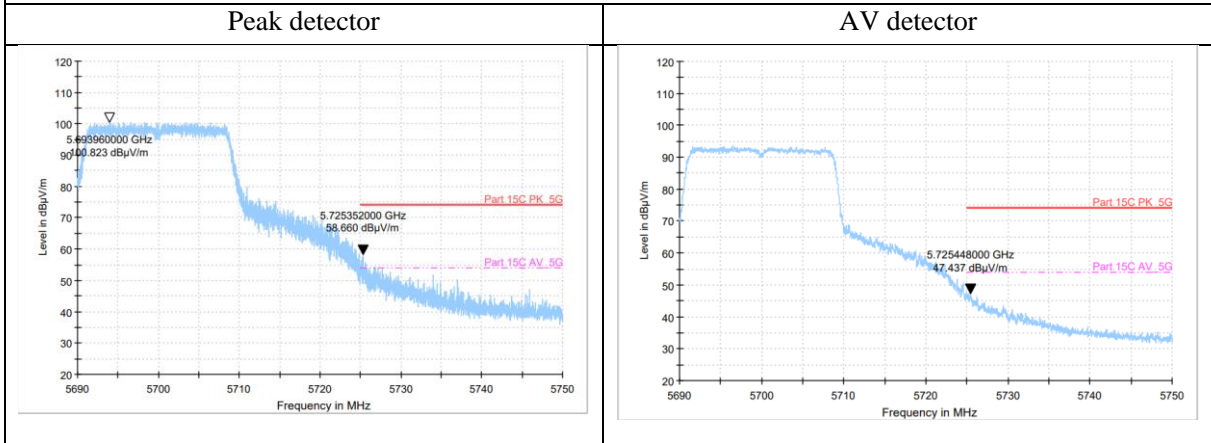 Peak detector
AV detector
120
110
100
90
80
70
60
50
40
30
20
Level in dBµV/m
5.693960000 GHz
100.823 dBµV/m
5.725352000 GHz
58.660 dBµV/m
Part 15C PK_5G
Part 15C AV_5G
5690
5700
5710
5720
5730
5740
5750
Frequency in MHz
120
110
100
90
80
70
60
50
40
30
20
Level in dBµV/m
5.725448000 GHz
47.437 dBµV/m
Part 15C PK_5G
Part 15C AV_5G
5690
5700
5710
5720
5730
5740
5750
Frequency in MHz